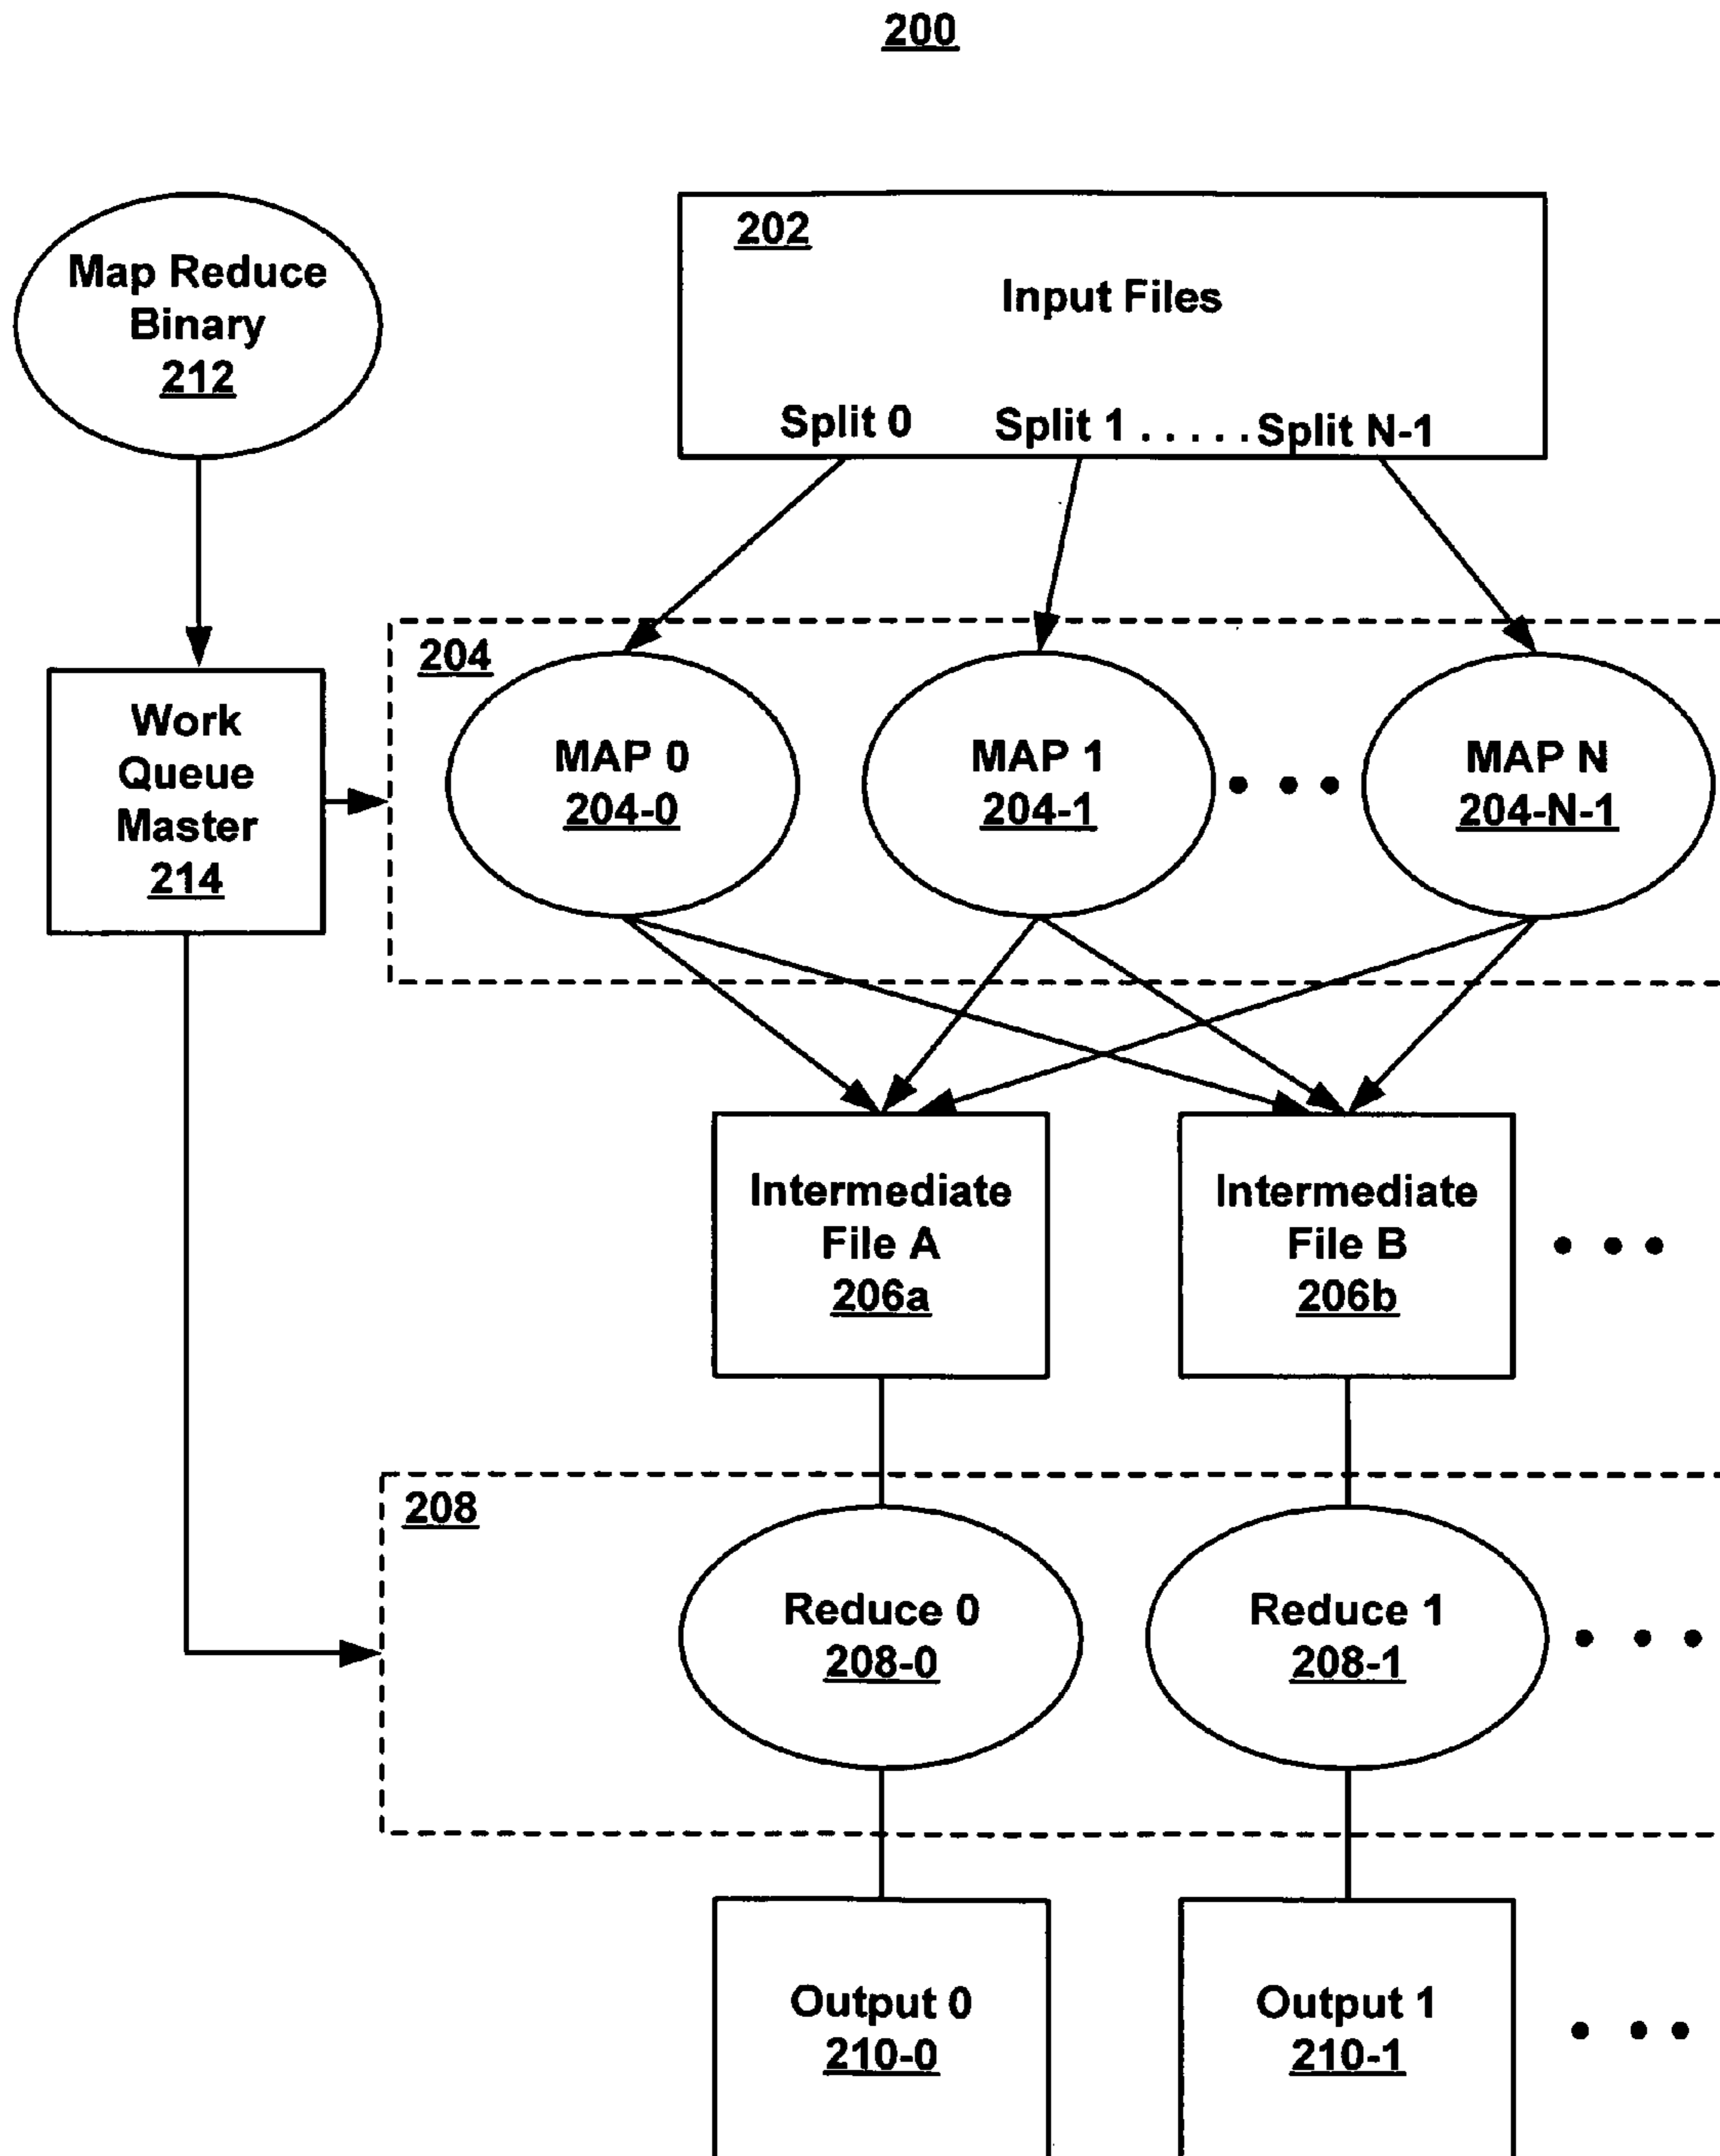 200
Map Reduce
Binary
212
202
Input Files
Split 0 Split 1 . . . . . Split N-1
Work
Queue
Master
214
204
MAP 0
204-0
MAP 1
204-1
• • •
MAP N
204-N-1
Intermediate
File A
206a
Intermediate
File B
206b
• • •
208
Reduce 0
208-0
Reduce 1
208-1
• • •
Output 0
210-0
Output 1
210-1
• • •